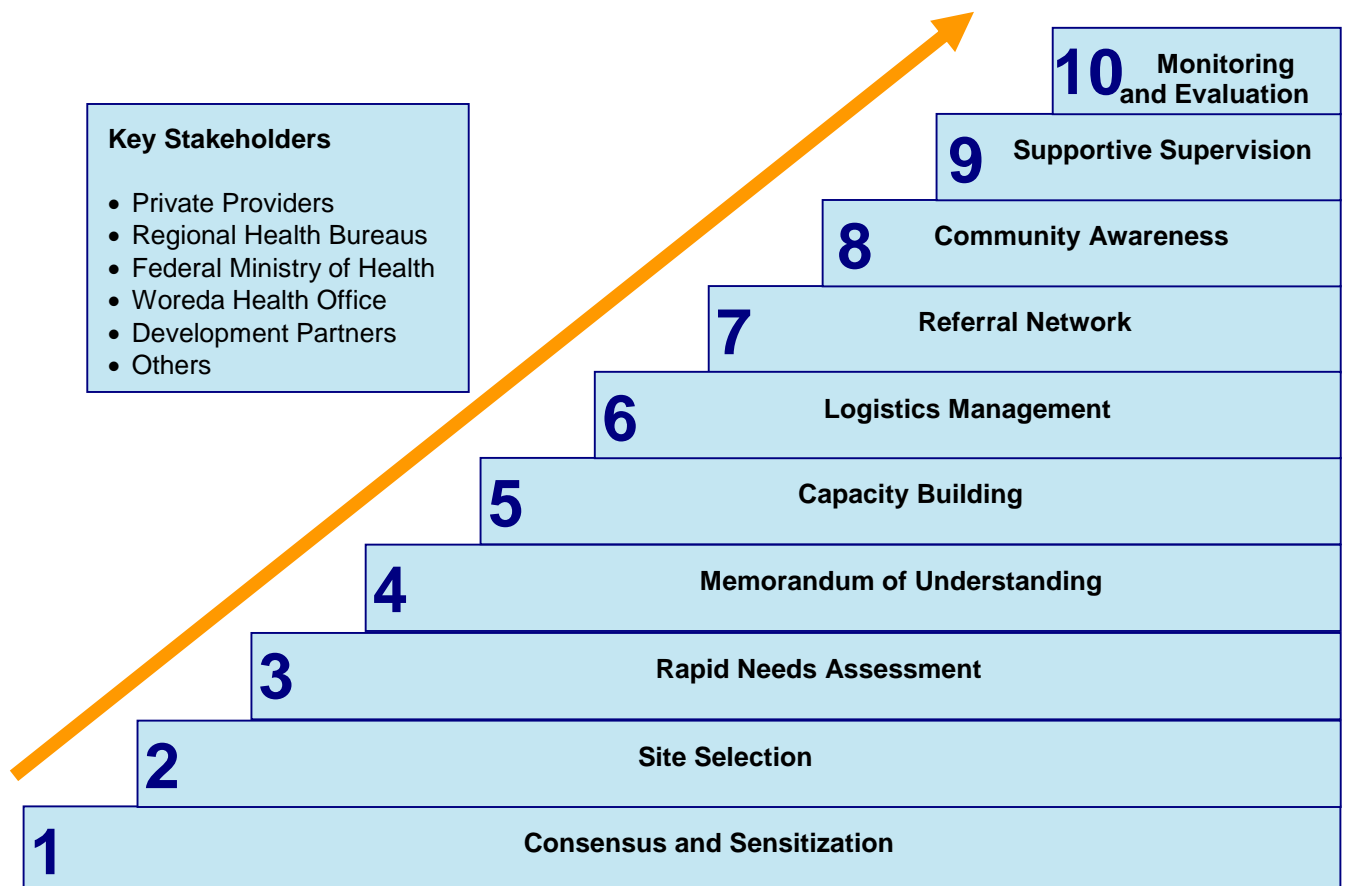 10 Monitoring
and Evaluation
Key Stakeholders
• Private Providers
• Regional Health Bureaus
• Federal Ministry of Health
• Woreda Health Office
• Development Partners
• Others
9 Supportive Supervision
8 Community Awareness
7 Referral Network
6 Logistics Management
5 Capacity Building
4 Memorandum of Understanding
3 Rapid Needs Assessment
2 Site Selection
1 Consensus and Sensitization